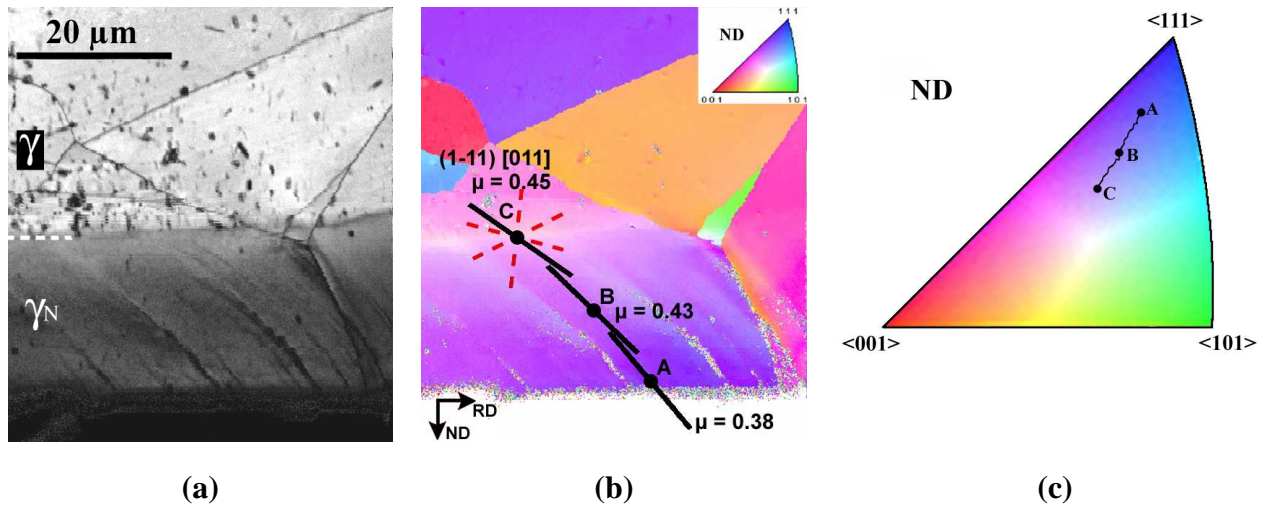 20 µm
γ
γN
(a)
ND
111
001
101
(1-11) [011]
µ = 0.45
C
B
µ = 0.43
A
µ = 0.38
RD
ND
(b)
<111>
ND
A
B
C
<001>
<101>
(c)